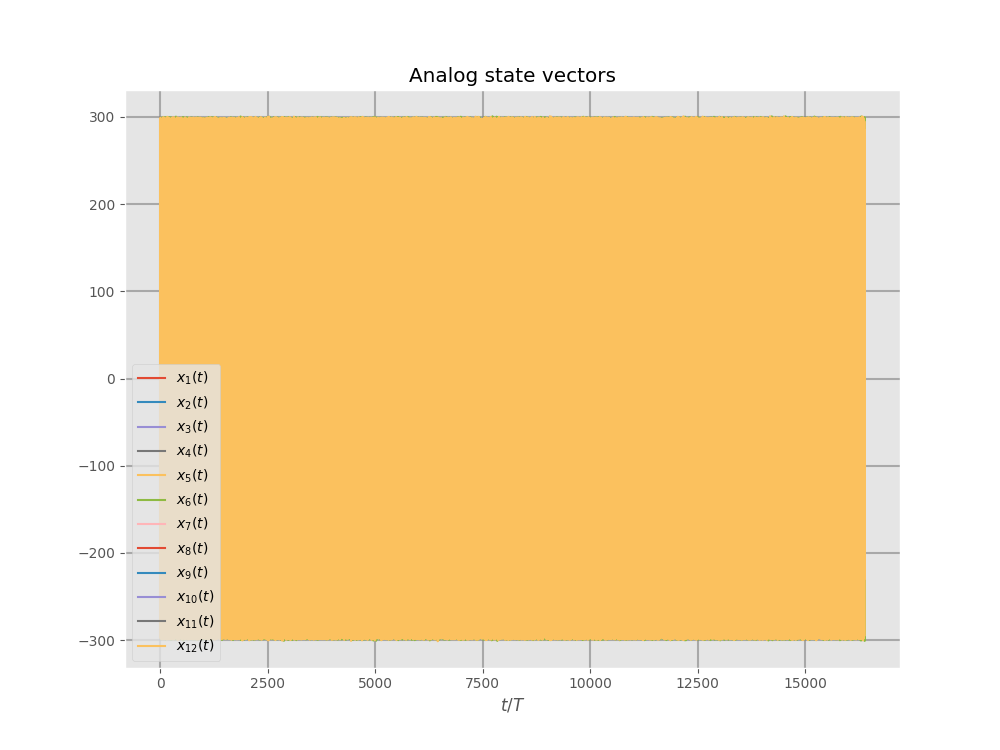 Analog state vectors
300
200
100
0
−100
−200
−300
x₁(t)
x₂(t)
x₃(t)
x₄(t)
x₅(t)
x₆(t)
x₇(t)
x₈(t)
x₉(t)
x₁₀(t)
x₁₁(t)
x₁₂(t)
0 2500 5000 7500 10000 12500 15000
t/T